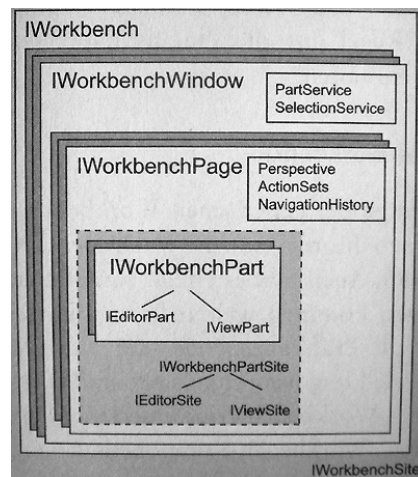 IWorkbench
IWorkbenchWindow
PartService
SelectionService
IWorkbenchPage
Perspective
ActionSets
NavigationHistory
IWorkbenchPart
IEditorPart
IViewPart
IWorkbenchPartSite
IEditorSite
IViewSite
IWorkbenchSite